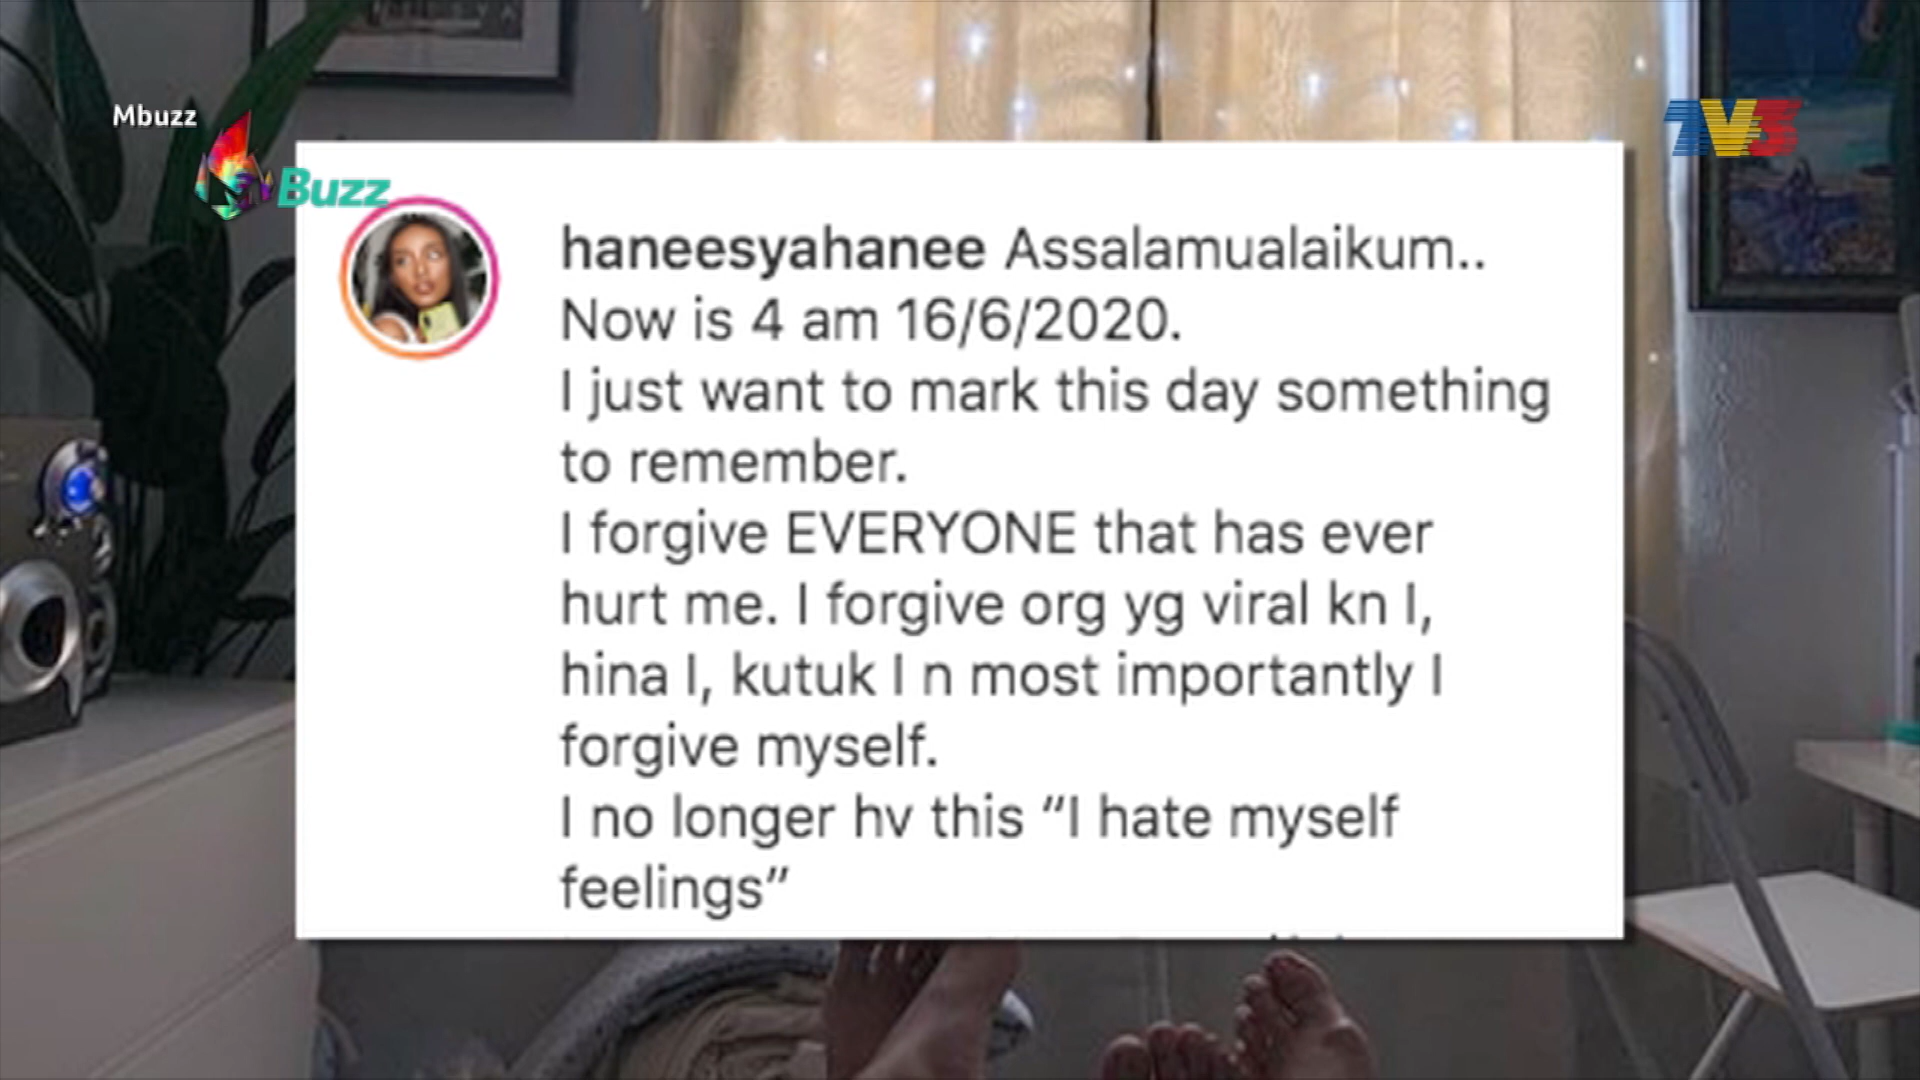 Mbuzz
Buzz
TV3
haneesyahanee Assalamualaikum..
Now is 4 am 16/6/2020.
I just want to mark this day something
to remember.
I forgive EVERYONE that has ever
hurt me. I forgive org yg viral kn I,
hina I, kutuk I n most importantly I
forgive myself.
I no longer hv this “I hate myself
feelings”